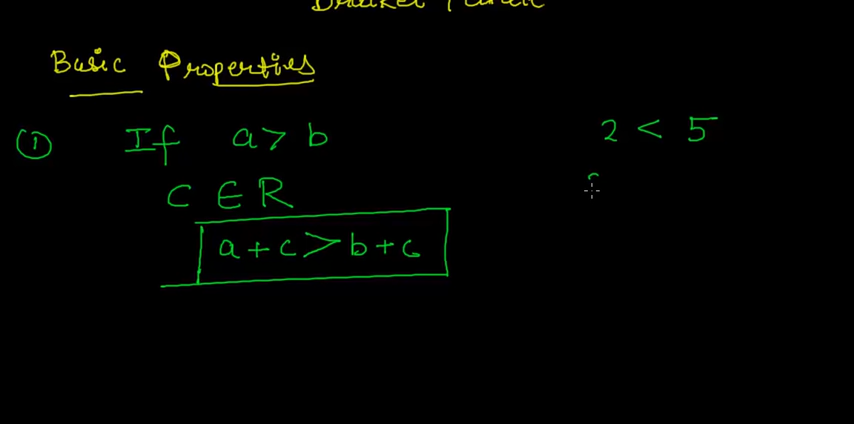 Basic Properties
① If a > b
C ∈ R
a + c > b + c
2 < 5